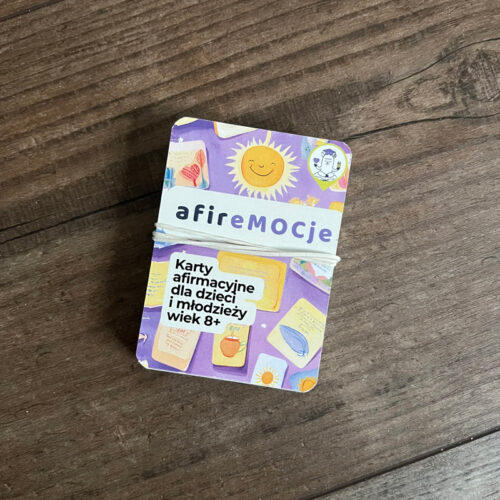 afireMOCje
Karty
afirmacyjne
dla dzieci
i młodzieży
wiek 8+